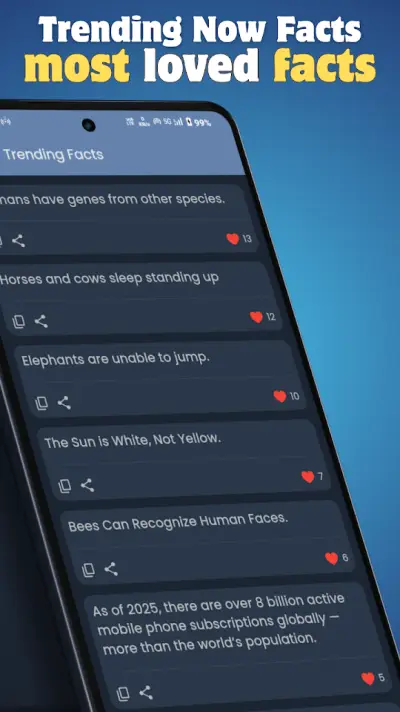 Trending Now Facts
most loved facts
99%
Trending Facts
have genes from other species.
13
Horses and cows sleep standing up
12
Elephants are unable to jump.
10
The Sun is White, Not Yellow.
7
Bees Can Recognize Human Faces.
6
As of 2025, there are over 8 billion active
mobile phone subscriptions globally —
more than the world's population.
5